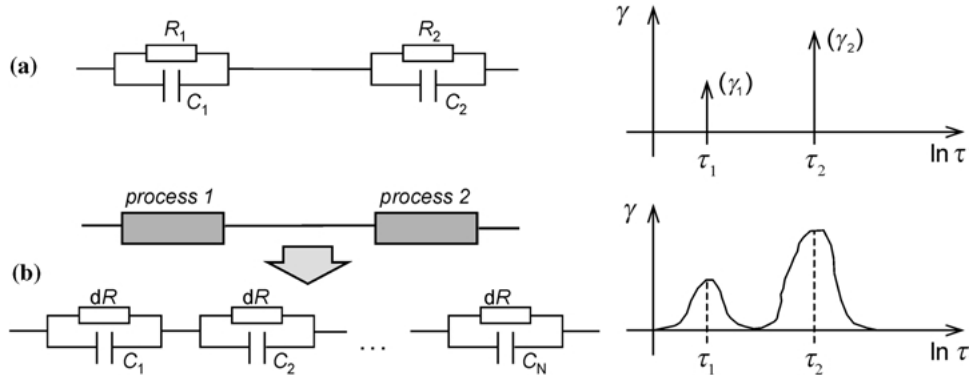 R1 R2
γ
(γ2)
(γ1)
(a)
C1 C2
τ1 τ2 ln τ
process 1 process 2
γ
(b)
dR dR dR
C1 C2 ... CN
τ1 τ2 ln τ